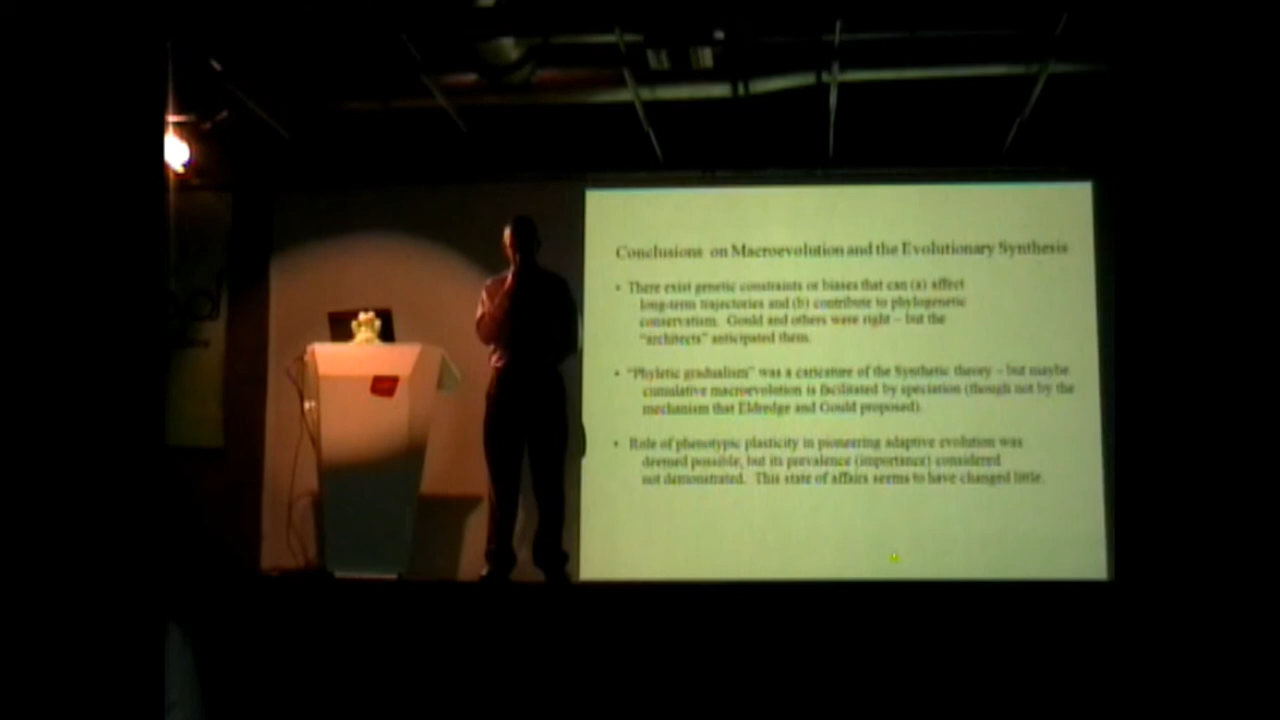 Conclusions on Macroevolution and the Evolutionary Synthesis
• There exist genetic constraints or biases that can (a) affect
long-term trajectories and (b) contribute to phylogenetic
conservatism. Gould and others were right – but the
"architects" anticipated them.
• "Phyletic gradualism" was a caricature of the Synthetic theory – but maybe
cumulative macroevolution is facilitated by speciation (though not by the
mechanism that Eldredge and Gould proposed).
• Role of phenotypic plasticity in pioneering adaptive evolution was
deemed possible, but its prevalence (importance) considered
not demonstrated. This state of affairs seems to have changed little.